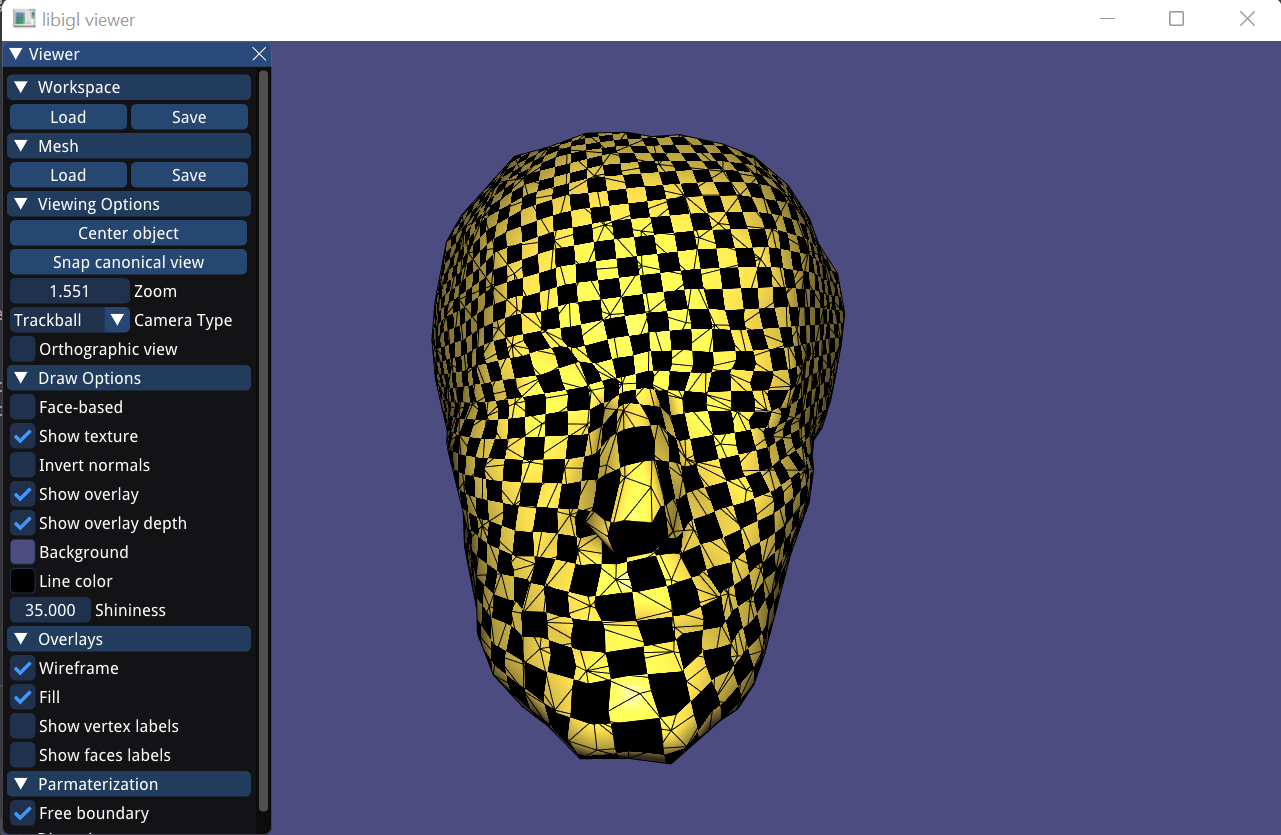 libigl viewer
Viewer
Workspace
Load Save
Mesh
Load Save
Viewing Options
Center object
Snap canonical view
1.551 Zoom
Trackball Camera Type
Orthographic view
Draw Options
Face-based
Show texture
Invert normals
Show overlay
Show overlay depth
Background
Line color
35.000 Shininess
Overlays
Wireframe
Fill
Show vertex labels
Show faces labels
Parmaterization
Free boundary